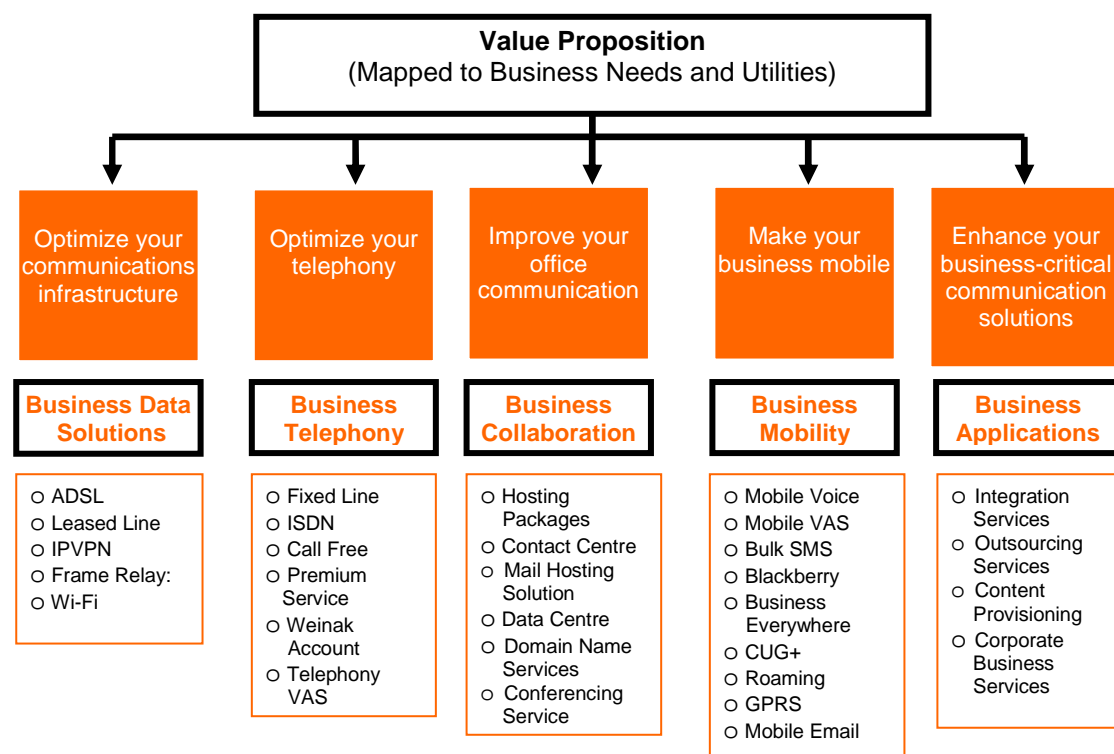 Value Proposition
(Mapped to Business Needs and Utilities)
Optimize your
communications
infrastructure
Optimize your
telephony
Improve your
office
communication
Make your
business mobile
Enhance your
business-critical
communication
solutions
Business Data
Solutions
Business
Telephony
Business
Collaboration
Business
Mobility
Business
Applications
o ADSL
o Leased Line
o IPVPN
o Frame Relay:
o Wi-Fi
o Fixed Line
o ISDN
o Call Free
o Premium
Service
o Weinak
Account
o Telephony
VAS
o Hosting
Packages
o Contact Centre
o Mail Hosting
Solution
o Data Centre
o Domain Name
Services
o Conferencing
Service
o Mobile Voice
o Mobile VAS
o Bulk SMS
o Blackberry
o Business
Everywhere
o CUG+
o Roaming
o GPRS
o Mobile Email
o Integration
Services
o Outsourcing
Services
o Content
Provisioning
o Corporate
Business
Services